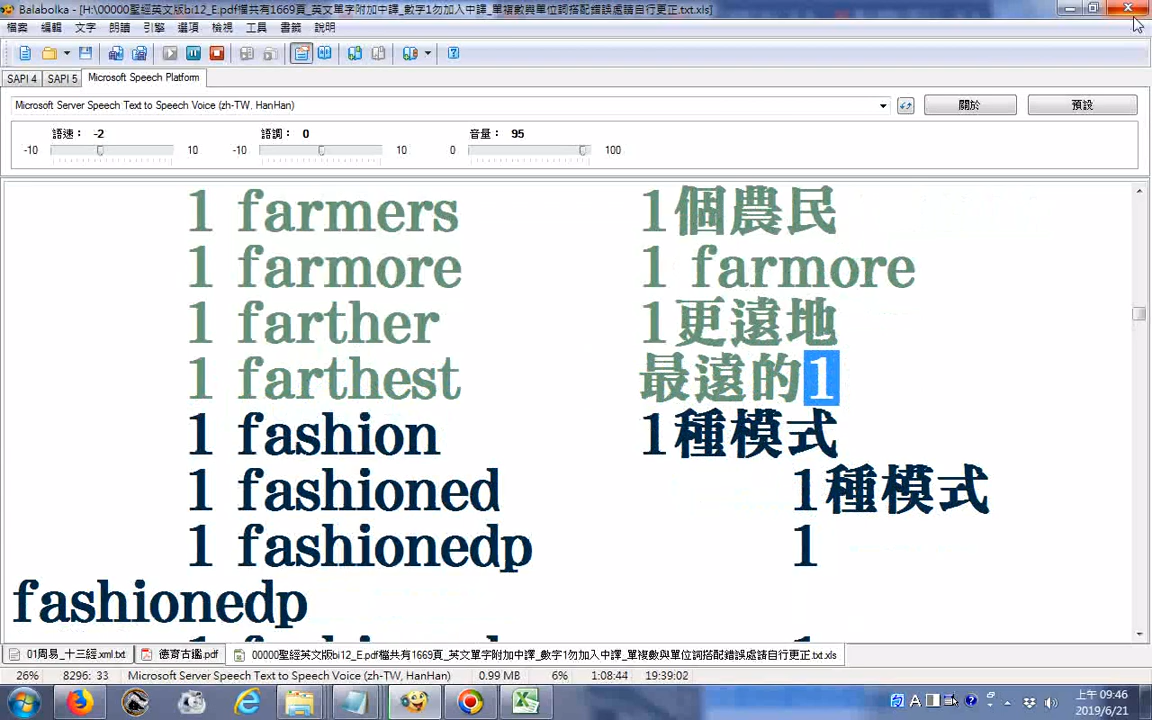 Balabolka - [H:\00000聖經英文版bi12_E.pdf檔共有1669頁_英文單字附加中譯_數字1勿加入中譯_單複數與單位詞搭配錯誤處請自行更正.txt.xls]
檔案 編輯 文字 朗讀 引擎 選項 檢視 工具 書籤 說明
SAPI 4 SAPI 5 Microsoft Speech Platform
Microsoft Server Speech Text to Speech Voice (zh-TW, HanHan) 關於 預設
語速： -2 語調： 0 音量： 95
-10 10 -10 10 0 100
1 farmers 1個農民
1 farmore 1 farmore
1 farther 1更遠地
1 farthest 最遠的1
1 fashion 1種模式
1 fashioned 1種模式
1 fashionedp 1
fashionedp
01周易_十三經.xml.txt 德育古鑑.pdf 00000聖經英文版bi12_E.pdf檔共有1669頁_英文單字附加中譯_數字1勿加入中譯_單複數與單位詞搭配錯誤處請自行更正.txt.xls
26% 8296: 33 Microsoft Server Speech Text to Speech Voice (zh-TW, HanHan) 0.99 MB 6% 1:08:44 19:39:02
上午 09:46
2019/6/21